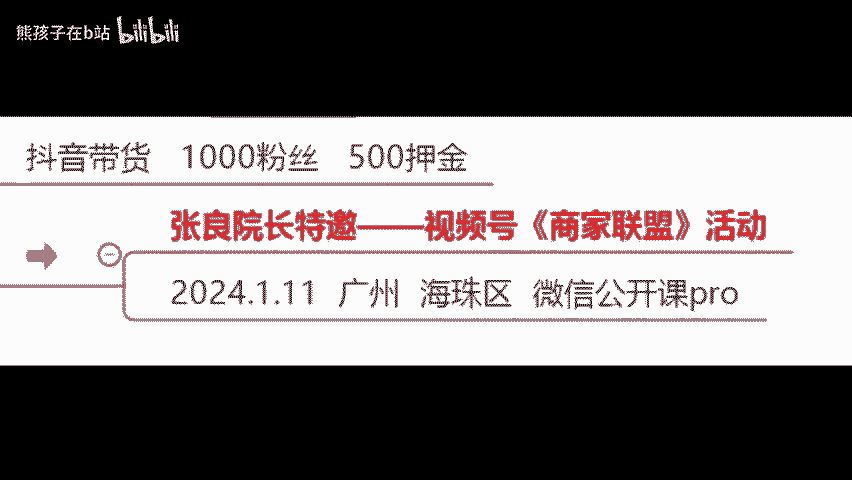 熊孩子在b站 bilibili
抖音带货 1000粉丝 500押金
张良院长特邀——视频号《商家联盟》活动
2024.1.11 广州 海珠区 微信公开课pro